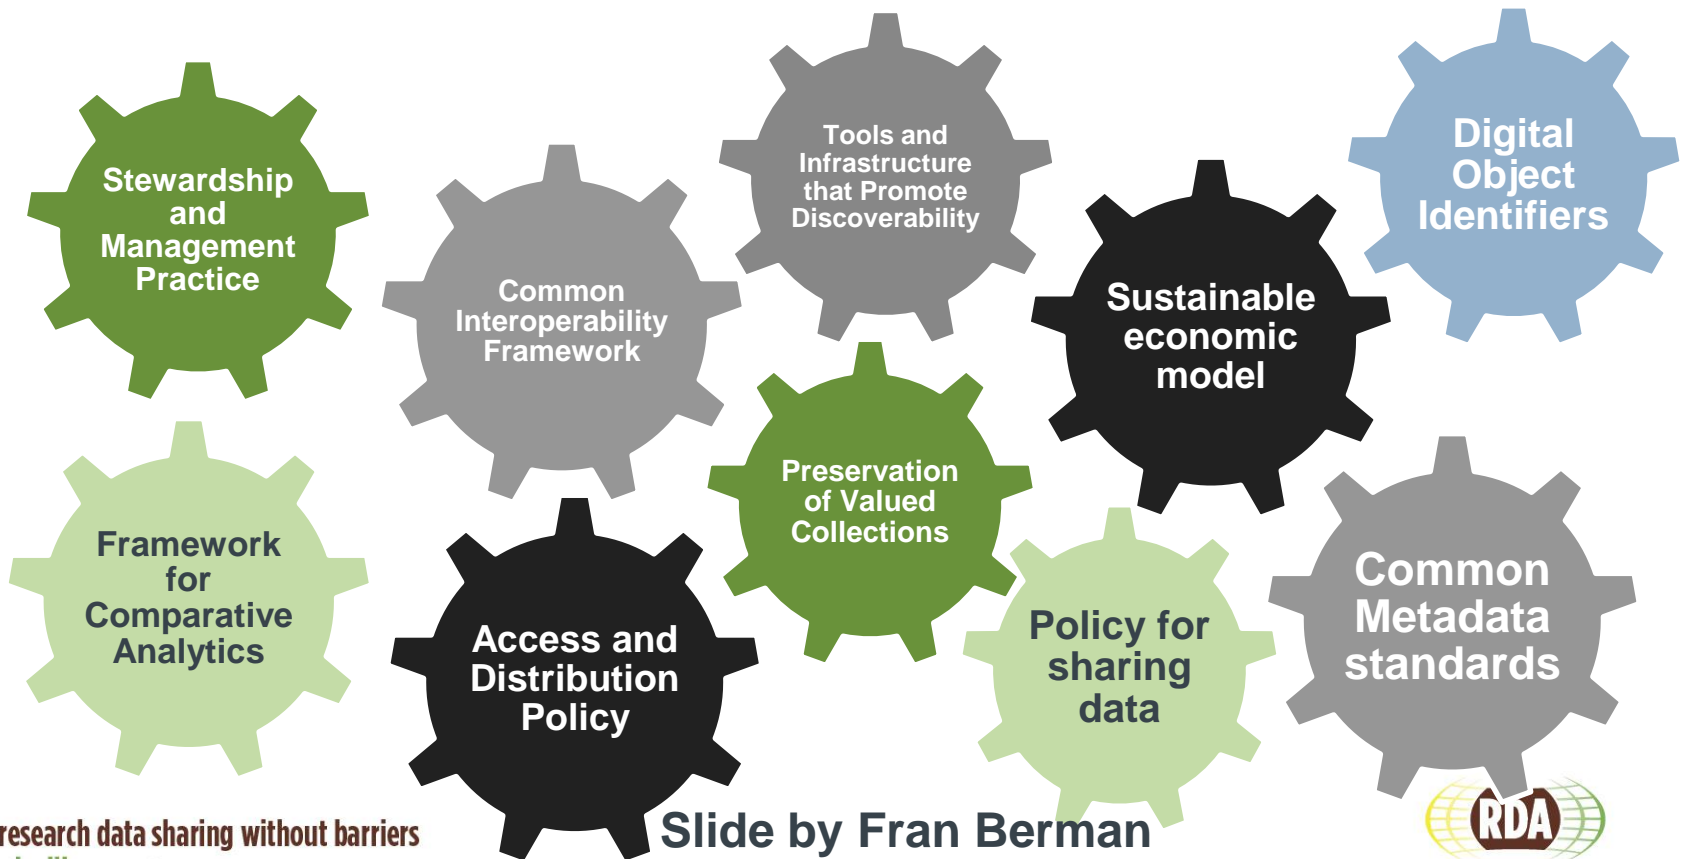 Stewardship
and
Management
Practice
Common
Interoperability
Framework
Tools and
Infrastructure
that Promote
Discoverability
Sustainable
economic
model
Digital
Object
Identifiers
Framework
for
Comparative
Analytics
Access and
Distribution
Policy
Preservation
of Valued
Collections
Policy for
sharing
data
Common
Metadata
standards
research data sharing without barriers
Slide by Fran Berman
RDA